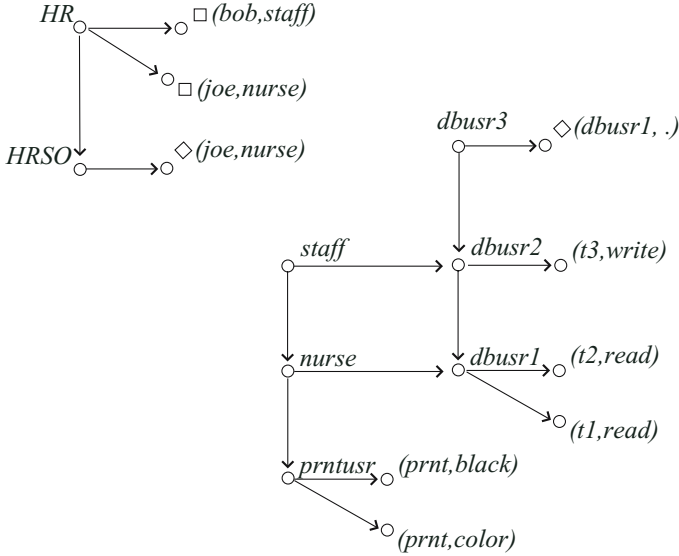 HR
□(bob,staff)
□(joe,nurse)
HRSO
◇(joe,nurse)
dbusr3
◇(dbusr1, .)
staff
dbusr2
(t3,write)
nurse
dbusr1
(t2,read)
(t1,read)
prntusr
(prnt,black)
(prnt,color)